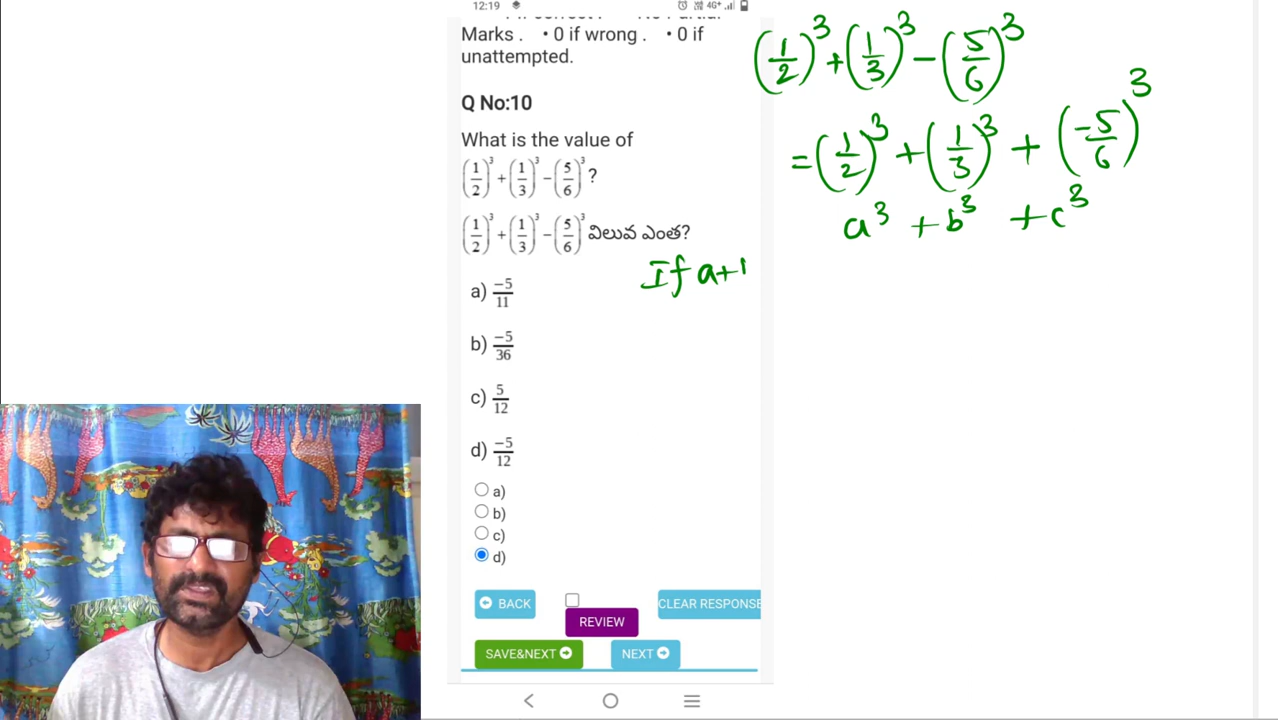 12:19 4G+
Marks . • 0 if wrong . • 0 if
unattempted.
Q No:10
What is the value of
(1/2)³ + (1/3)³ − (5/6)³ ?
(1/2)³ + (1/3)³ − (5/6)³ విలువ ఎంత?
a) −5/11
b) −5/36
c) 5/12
d) −5/12
a)
b)
c)
d)
BACK
REVIEW
CLEAR RESPONSE
SAVE&NEXT
NEXT
(1/2)³ + (1/3)³ − (5/6)³
= (1/2)³ + (1/3)³ + (−5/6)³
a³ + b³ + c³
If a+